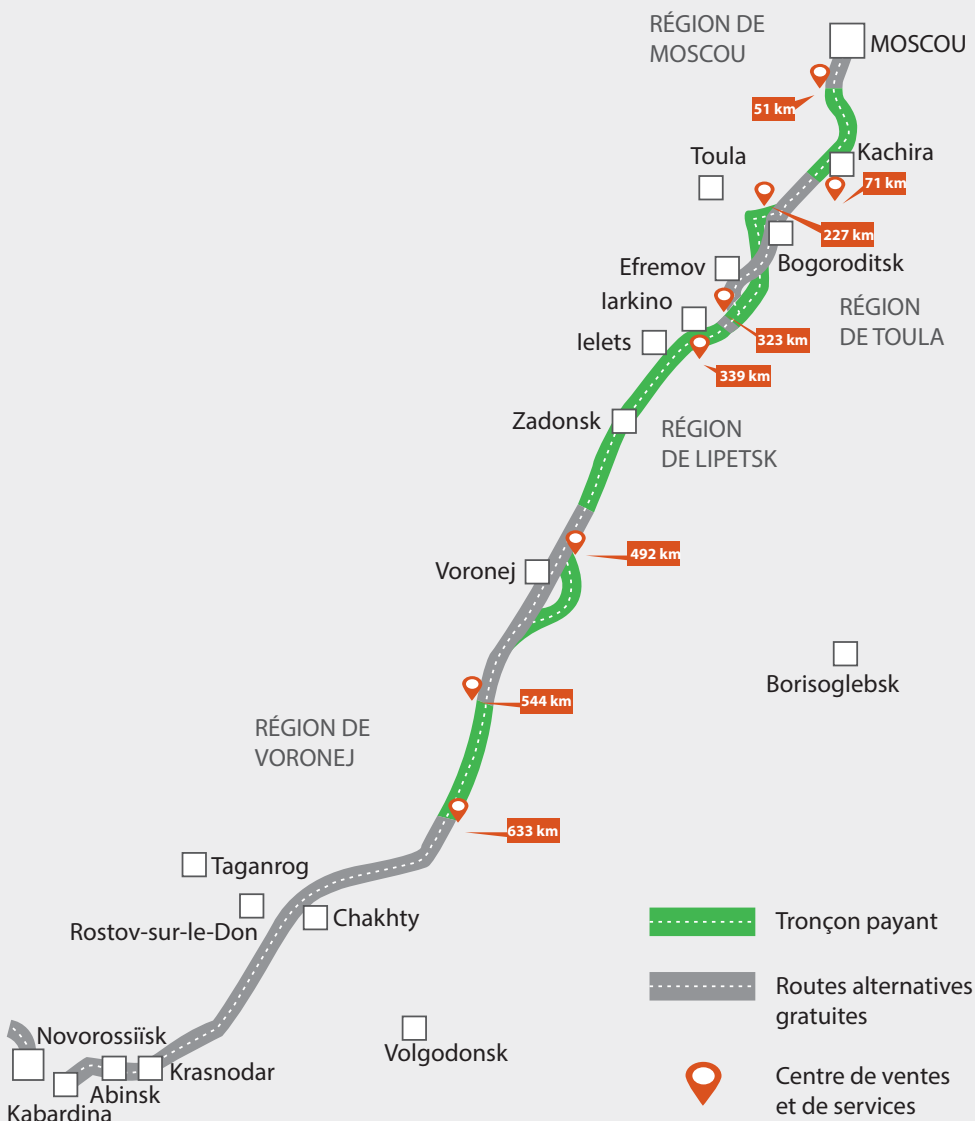 RÉGION DE
MOSCOU
MOSCOU
51 km
Kachira
Toula
71 km
227 km
Bogoroditsk
Efremov
Iarkino
RÉGION
DE TOULA
323 km
Ielets
339 km
Zadonsk
RÉGION
DE LIPETSK
492 km
Voronej
Borisoglebsk
544 km
RÉGION DE
VORONEJ
633 km
Taganrog
Rostov-sur-le-Don
Chakhty
Tronçon payant
Routes alternatives
gratuites
Novorossiïsk
Volgodonsk
Krasnodar
Abinsk
Kabardina
Centre de ventes
et de services